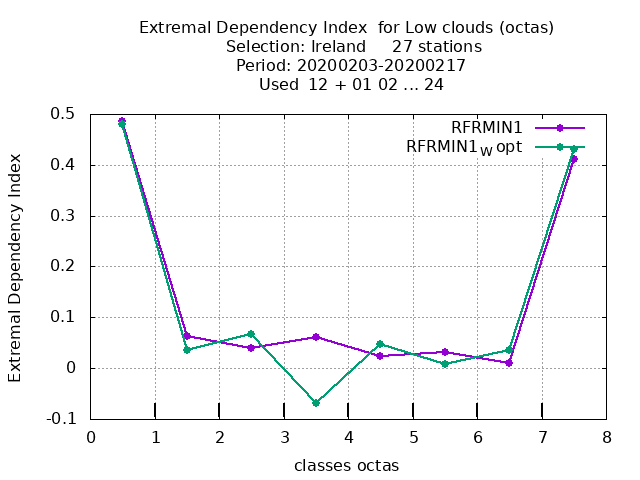 Extremal Dependency Index  for Low clouds (octas)
Selection: Ireland     27 stations
Period: 20200203-20200217
Used  12 + 01 02 ... 24
RFRMIN1
RFRMIN1W opt
Extremal Dependency Index
0.5
0.4
0.3
0.2
0.1
0
-0.1
0 1 2 3 4 5 6 7 8
classes octas